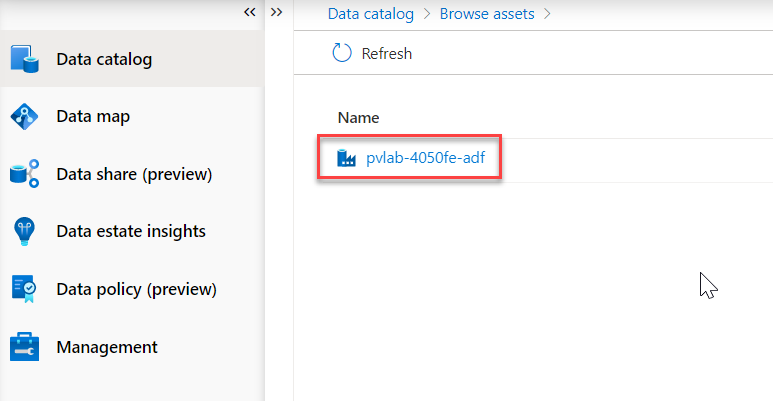 Data catalog
Data map
Data share (preview)
Data estate insights
Data policy (preview)
Management
Data catalog > Browse assets >
Refresh
Name
pvlab-4050fe-adf